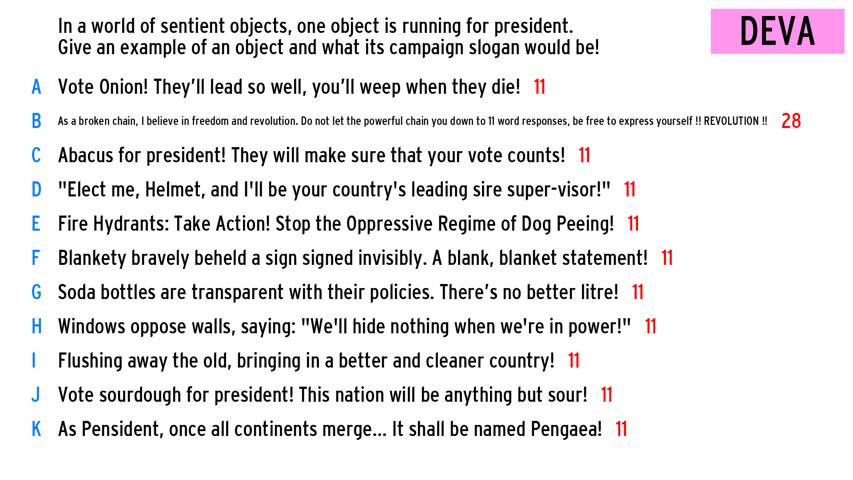 In a world of sentient objects, one object is running for president.
Give an example of an object and what its campaign slogan would be!
DEVA
A Vote Onion! They'll lead so well, you'll weep when they die! 11
B As a broken chain, I believe in freedom and revolution. Do not let the powerful chain you down to 11 word responses, be free to express yourself !! REVOLUTION !! 28
C Abacus for president! They will make sure that your vote counts! 11
D "Elect me, Helmet, and I'll be your country's leading sire super-visor!" 11
E Fire Hydrants: Take Action! Stop the Oppressive Regime of Dog Peeing! 11
F Blankety bravely beheld a sign signed invisibly. A blank, blanket statement! 11
G Soda bottles are transparent with their policies. There's no better litre! 11
H Windows oppose walls, saying: "We'll hide nothing when we're in power!" 11
I Flushing away the old, bringing in a better and cleaner country! 11
J Vote sourdough for president! This nation will be anything but sour! 11
K As Pensident, once all continents merge... It shall be named Pengaea! 11